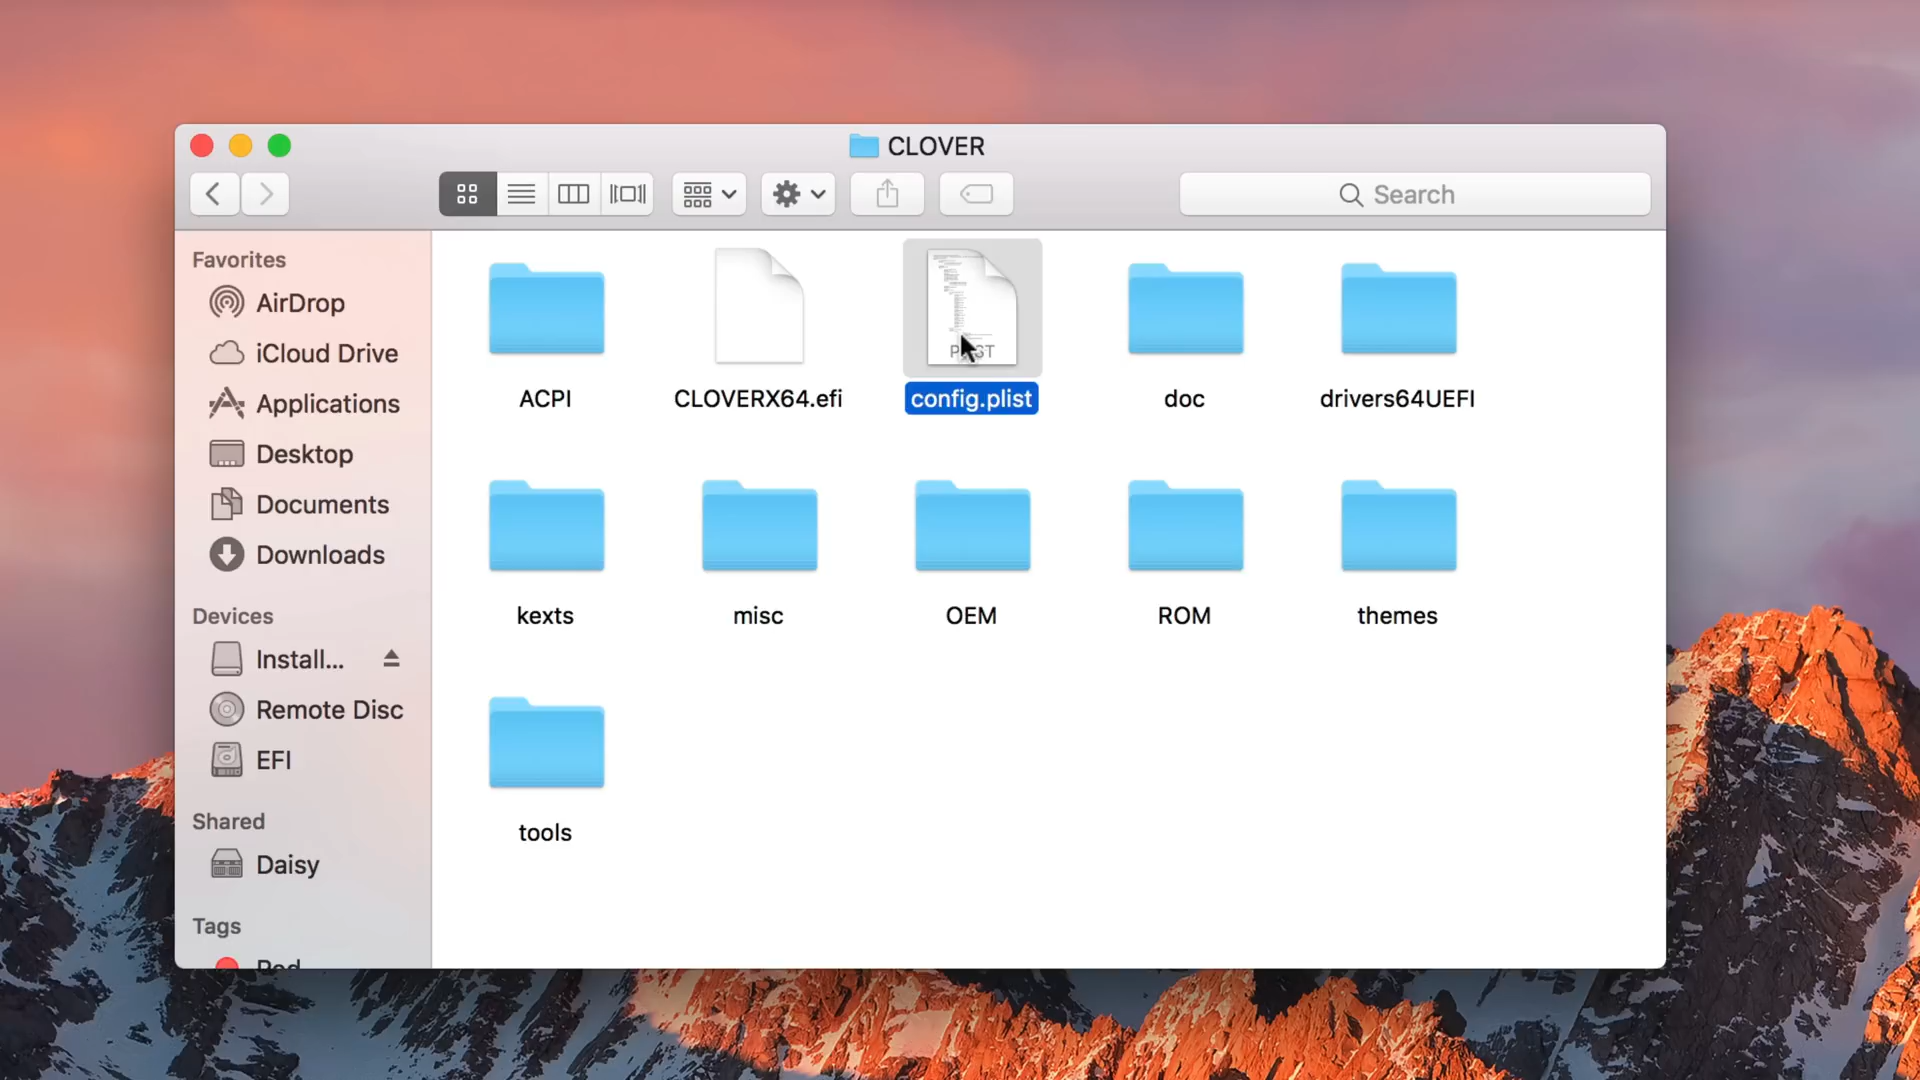 CLOVER
Search
Favorites
AirDrop
iCloud Drive
Applications
Desktop
Documents
Downloads
Devices
Install...
Remote Disc
EFI
Shared
Daisy
Tags
Red
ACPI
CLOVERX64.efi
config.plist
doc
drivers64UEFI
kexts
misc
OEM
ROM
themes
tools